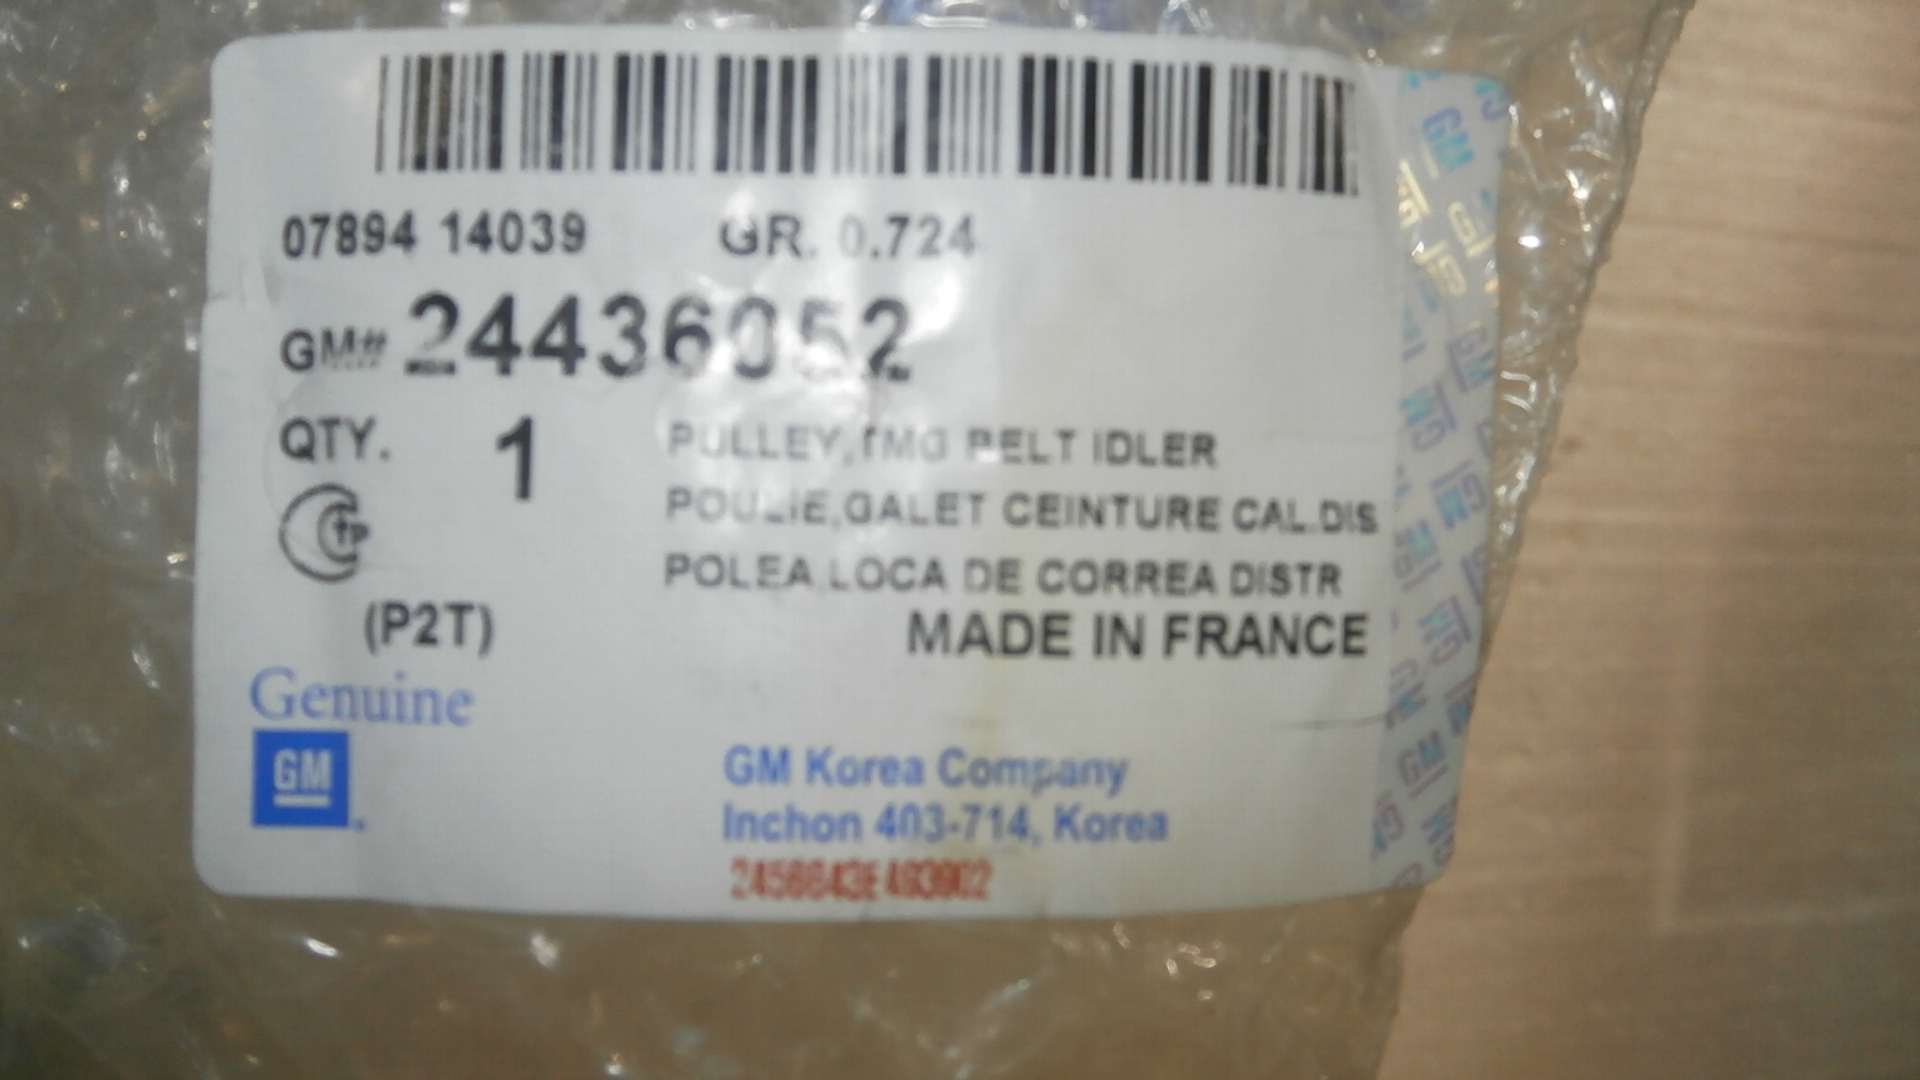 07894 14039 GR. 0.724
GM# 24436052
QTY. 1
PULLEY,TMG BELT IDLER
POULIE,GALET CEINTURE CAL.DIS
POLEA LOCA DE CORREA DISTR
(P2T)
MADE IN FRANCE
Genuine
GM
GM Korea Company
Inchon 403-714, Korea